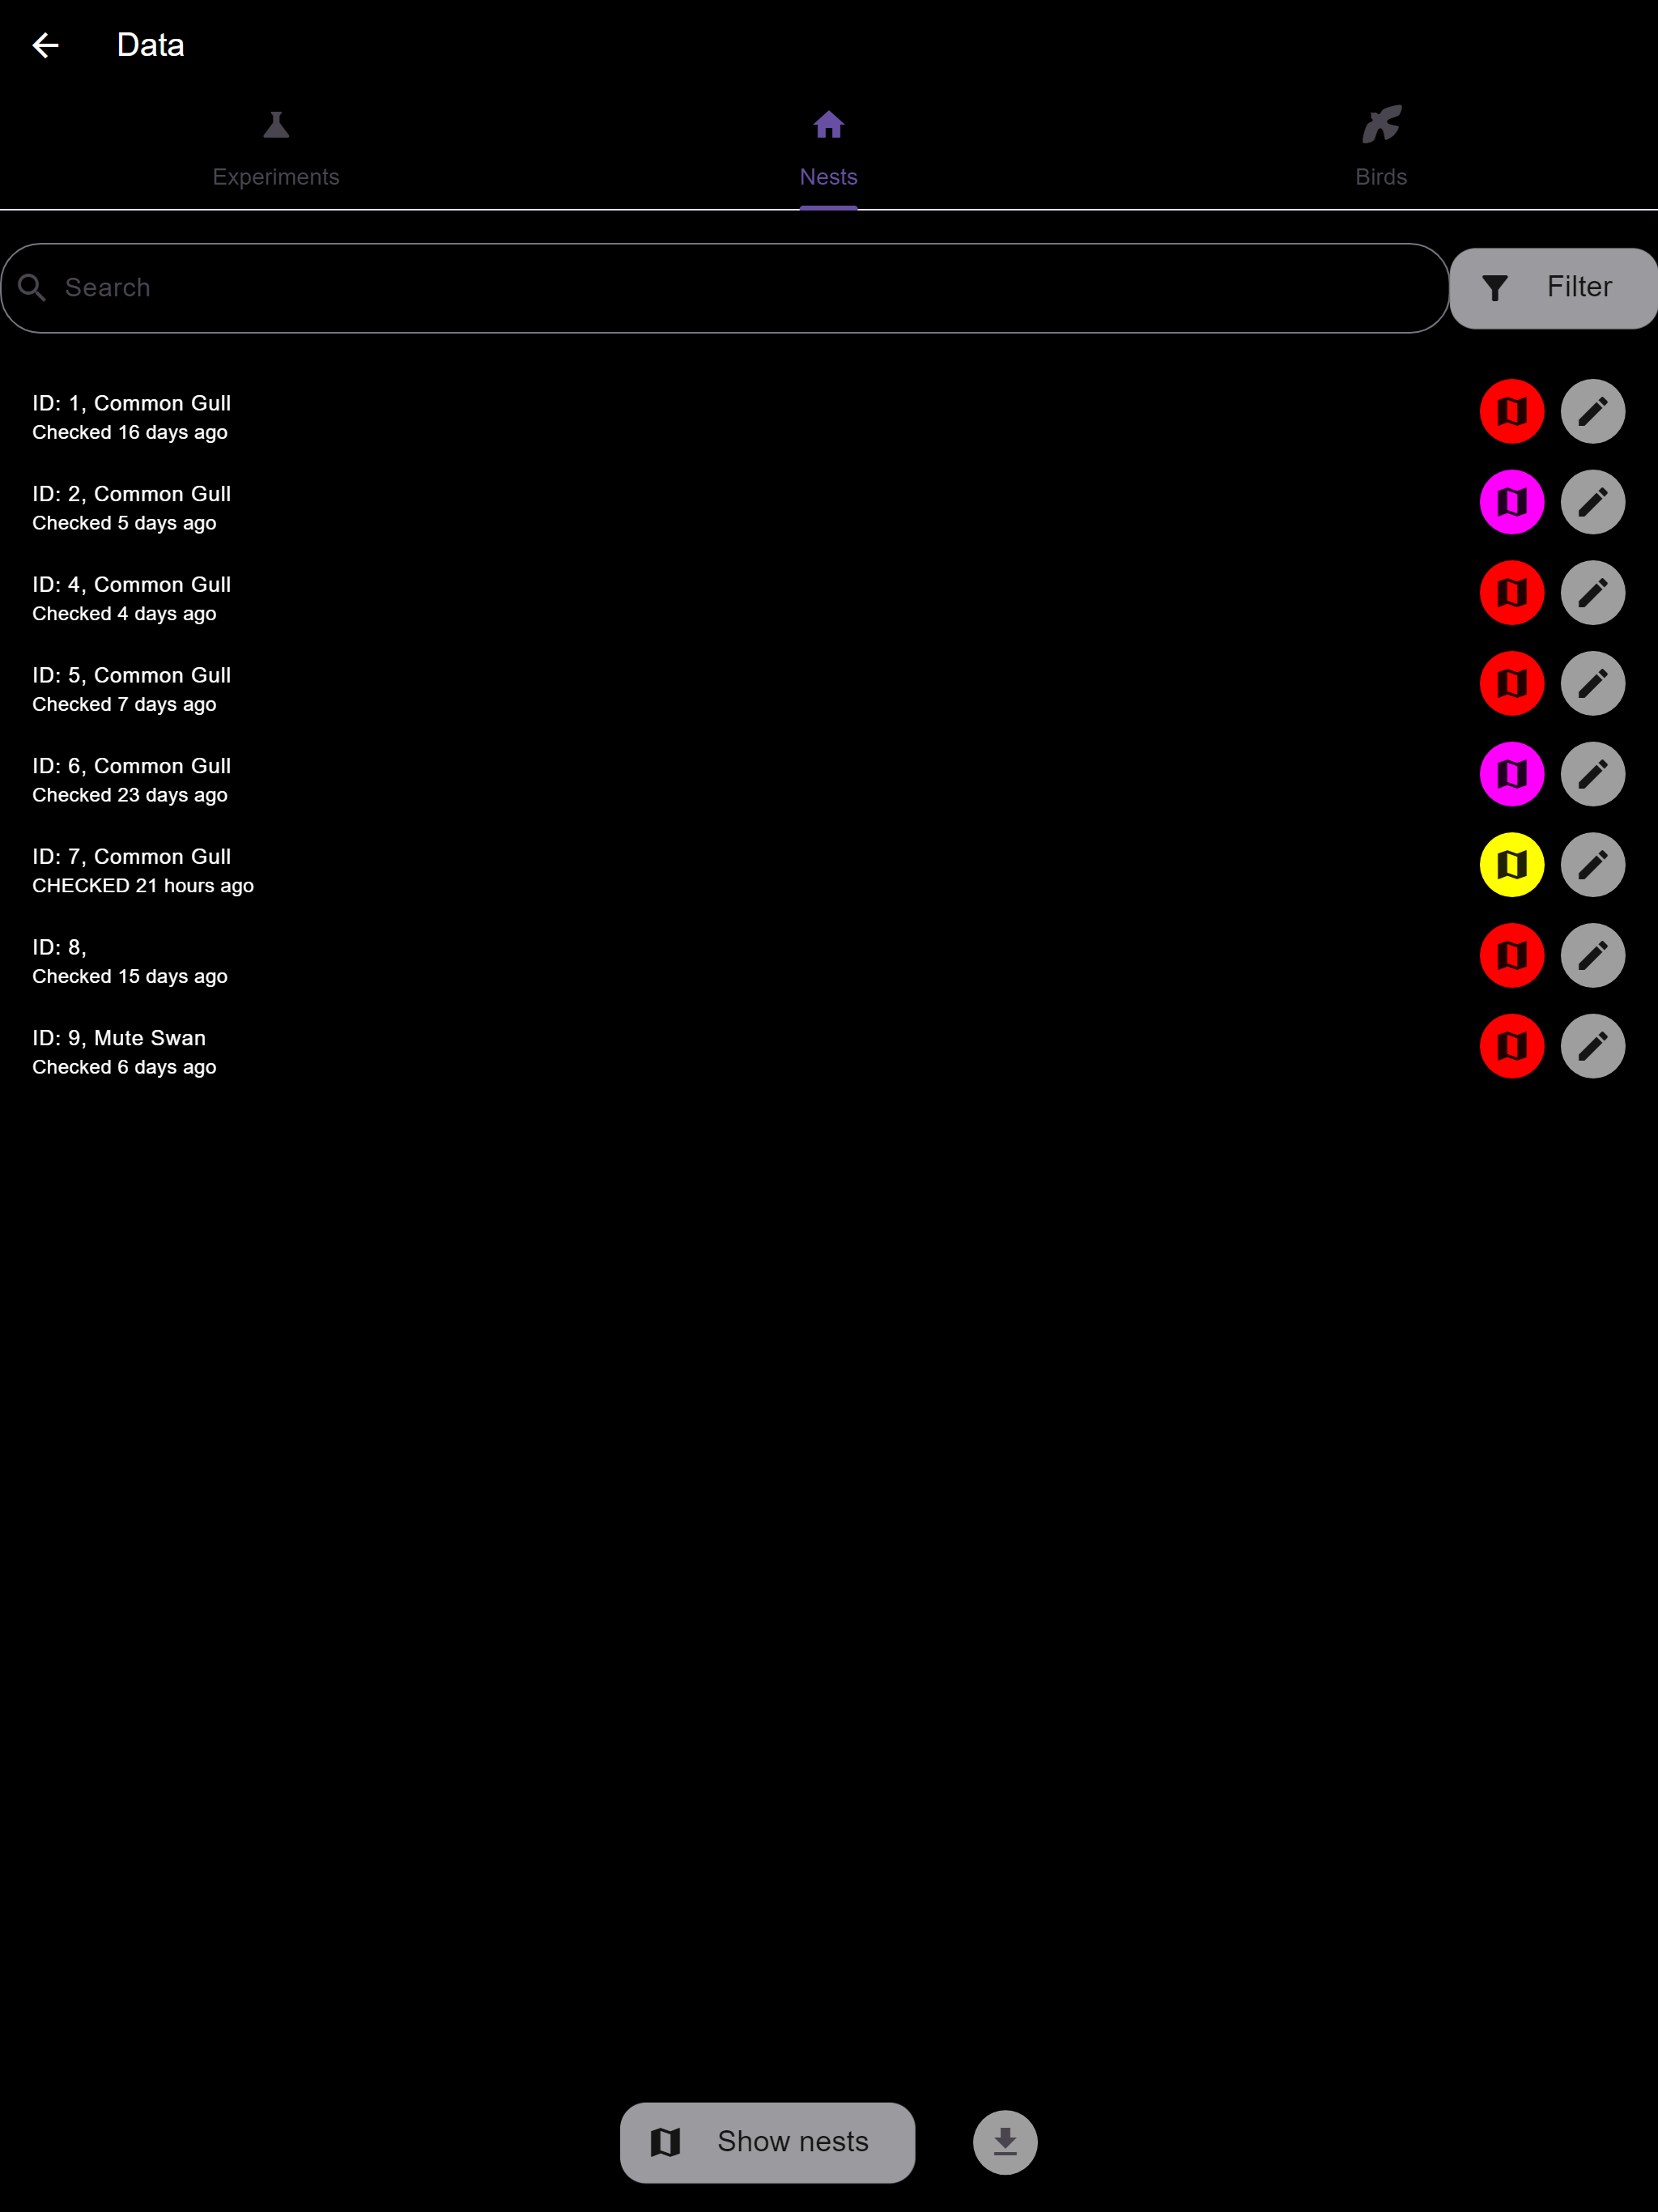 Data
Experiments
Nests
Birds
Search
Filter
ID: 1, Common Gull
Checked 16 days ago
ID: 2, Common Gull
Checked 5 days ago
ID: 4, Common Gull
Checked 4 days ago
ID: 5, Common Gull
Checked 7 days ago
ID: 6, Common Gull
Checked 23 days ago
ID: 7, Common Gull
CHECKED 21 hours ago
ID: 8,
Checked 15 days ago
ID: 9, Mute Swan
Checked 6 days ago
Show nests